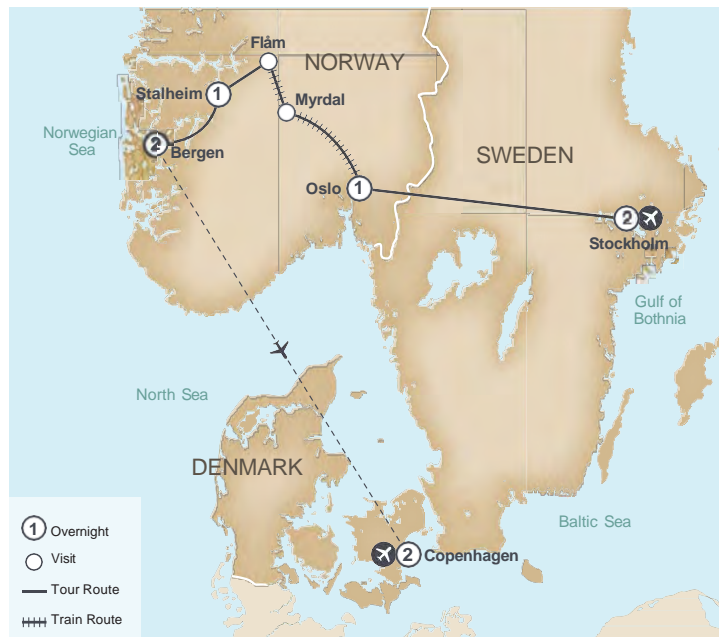 Flåm
NORWAY
Stalheim
1
Myrdal
Norwegian
Sea
2
Bergen
SWEDEN
Oslo
1
2
Stockholm
Gulf of
Bothnia
North Sea
DENMARK
Baltic Sea
2
Copenhagen
1
Overnight
Visit
Tour Route
Train Route